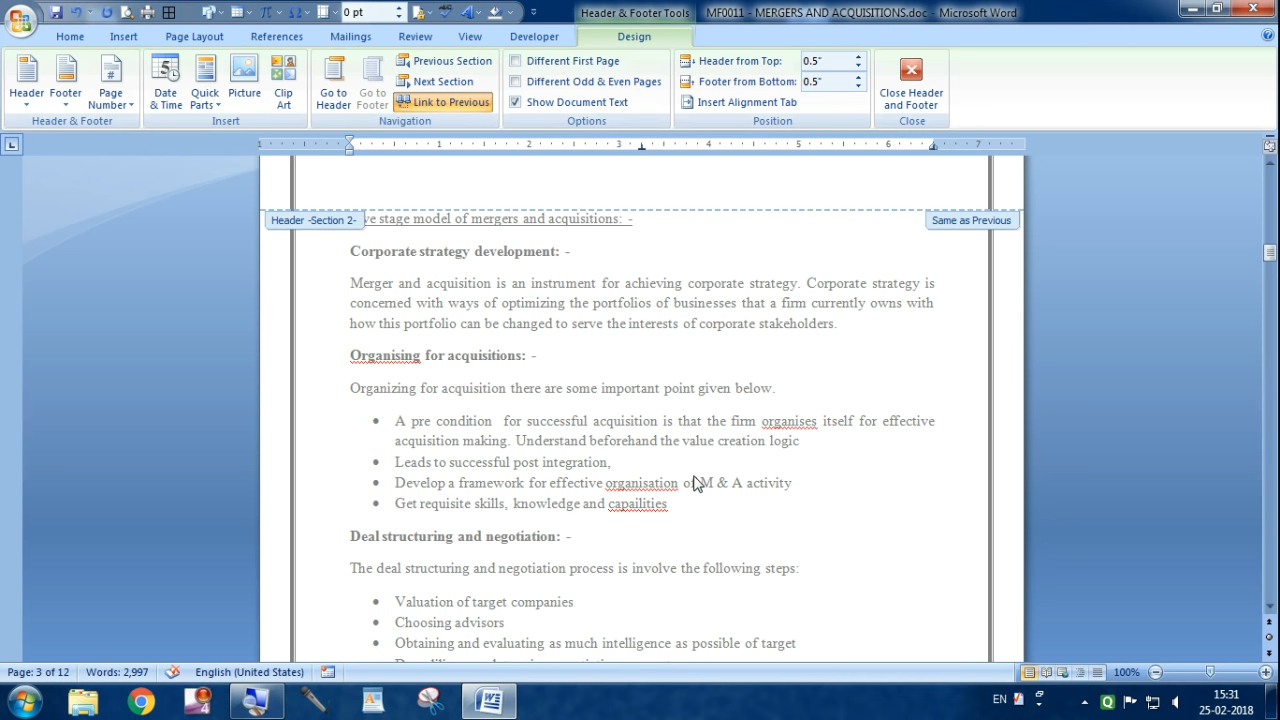 0 pt
Header & Footer Tools
MF0011 - MERGERS AND ACQUISITIONS.doc - Microsoft Word
Home Insert Page Layout References Mailings Review View Developer Design
Header Footer Page Number
Header & Footer
Date & Time Quick Parts Picture Clip Art
Insert
Go to Header Go to Footer
Previous Section
Next Section
Link to Previous
Navigation
Different First Page
Different Odd & Even Pages
Show Document Text
Options
Header from Top: 0.5"
Footer from Bottom: 0.5"
Insert Alignment Tab
Position
Close Header and Footer
Close
1 1 2 3 4 5 6 7
Header -Section 2-
stage model of mergers and acquisitions: -
Same as Previous
Corporate strategy development: -
Merger and acquisition is an instrument for achieving corporate strategy. Corporate strategy is
concerned with ways of optimizing the portfolios of businesses that a firm currently owns with
how this portfolio can be changed to serve the interests of corporate stakeholders.
Organising for acquisitions: -
Organizing for acquisition there are some important point given below.
• A pre condition for successful acquisition is that the firm organises itself for effective
acquisition making. Understand beforehand the value creation logic
• Leads to successful post integration,
• Develop a framework for effective organisation of M & A activity
• Get requisite skills, knowledge and capailities
Deal structuring and negotiation: -
The deal structuring and negotiation process is involve the following steps:
• Valuation of target companies
• Choosing advisors
• Obtaining and evaluating as much intelligence as possible of target
Page: 3 of 12 Words: 2,997 English (United States) 100%
EN 15:31
25-02-2018